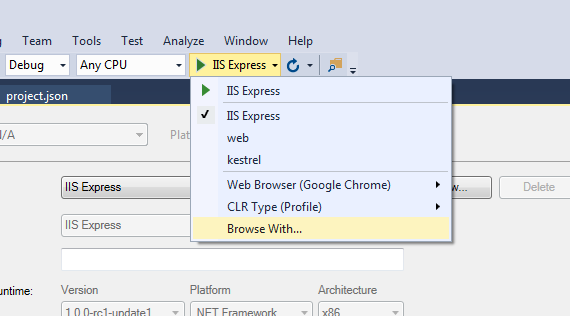 Team Tools Test Analyze Window Help
Debug Any CPU IIS Express
project.json
IIS Express
N/A Plat
IIS Express
web
kestrel
IIS Express Web Browser (Google Chrome) w... Delete
CLR Type (Profile)
IIS Express Browse With...
untime: Version Platform Architecture
1.0.0-rc1-update1 .NET Framework x86